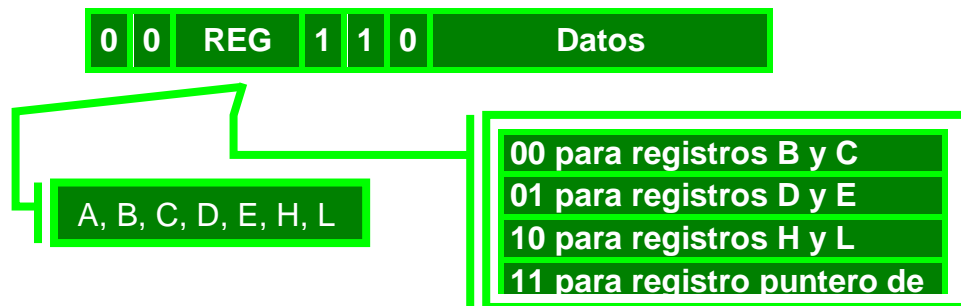 0 0 REG 1 1 0 Datos
00 para registros B y C
01 para registros D y E
A, B, C, D, E, H, L
10 para registros H y L
11 para registro puntero de